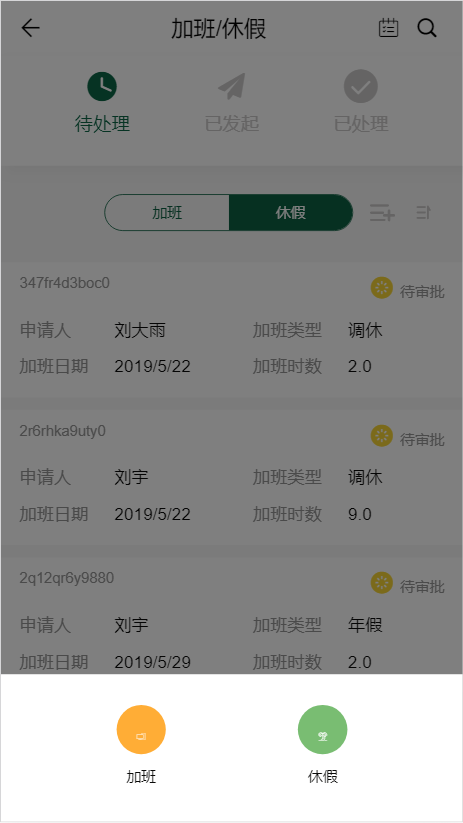 加班/休假
待处理 已发起 已处理
加班 休假
347fr4d3boc0 待审批
申请人 刘大雨 加班类型 调休
加班日期 2019/5/22 加班时数 2.0
2r6rhka9uty0 待审批
申请人 刘宇 加班类型 调休
加班日期 2019/5/22 加班时数 9.0
2q12qr6y9880 待审批
申请人 刘宇 加班类型 年假
加班日期 2019/5/29 加班时数 2.0
加班 休假